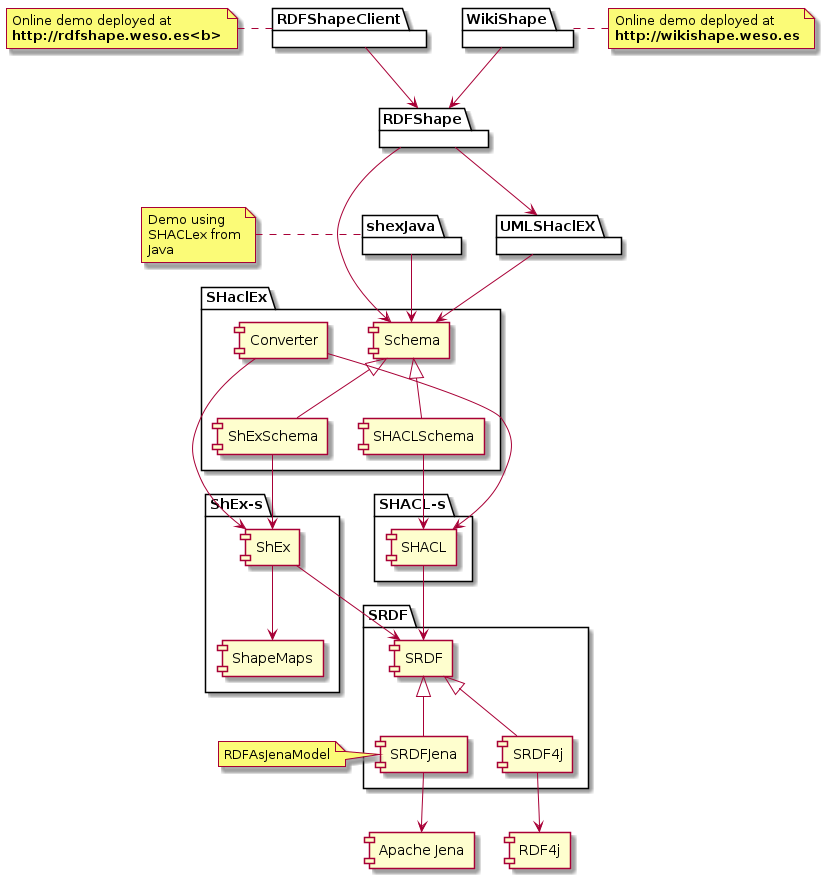 Online demo deployed at
http://rdfshape.weso.es<b>
RDFShapeClient
WikiShape
Online demo deployed at
http://wikishape.weso.es
RDFShape
Demo using
SHACLex from
Java
shexJava
UMLSHaclEX
SHaclEx
Converter
Schema
ShExSchema
SHACLSchema
ShEx-s
SHACL-s
ShEx
SHACL
SRDF
ShapeMaps
SRDF
RDFAsJenaModel
SRDFJena
SRDF4j
Apache Jena
RDF4j